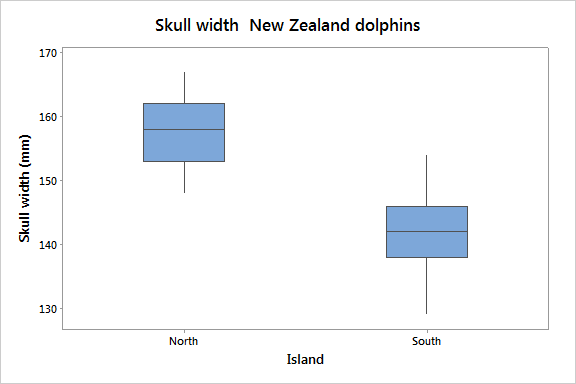 Skull width  New Zealand dolphins
170
160
150
140
130
Skull width (mm)
North
South
Island